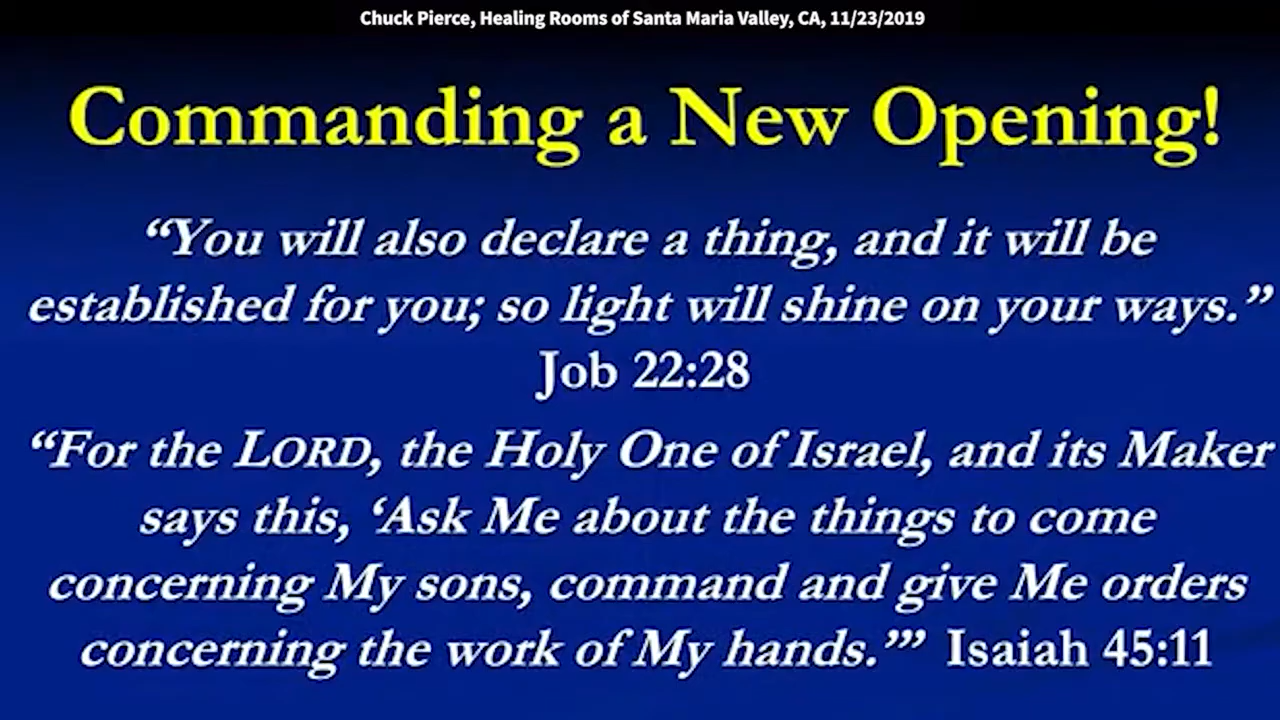 Chuck Pierce, Healing Rooms of Santa Maria Valley, CA, 11/23/2019
Commanding a New Opening!
“You will also declare a thing, and it will be
established for you; so light will shine on your ways.”
Job 22:28
“For the LORD, the Holy One of Israel, and its Maker
says this, ‘Ask Me about the things to come
concerning My sons, command and give Me orders
concerning the work of My hands.’” Isaiah 45:11